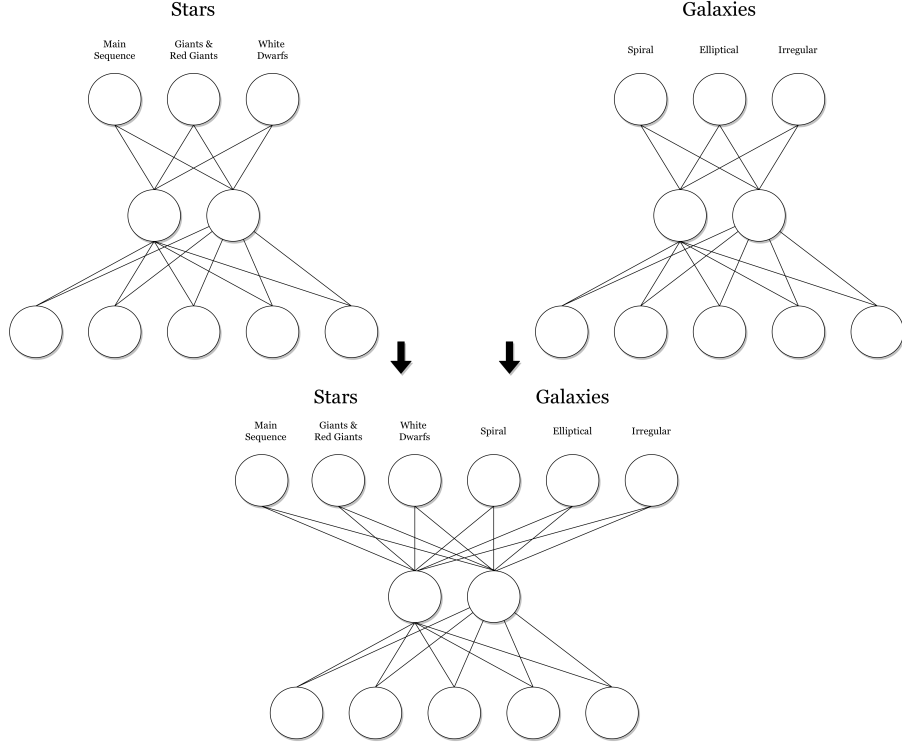 Stars
Galaxies
Main
Sequence
Giants &
Red Giants
White
Dwarfs
Spiral
Elliptical
Irregular
Stars
Galaxies
Main
Sequence
Giants &
Red Giants
White
Dwarfs
Spiral
Elliptical
Irregular